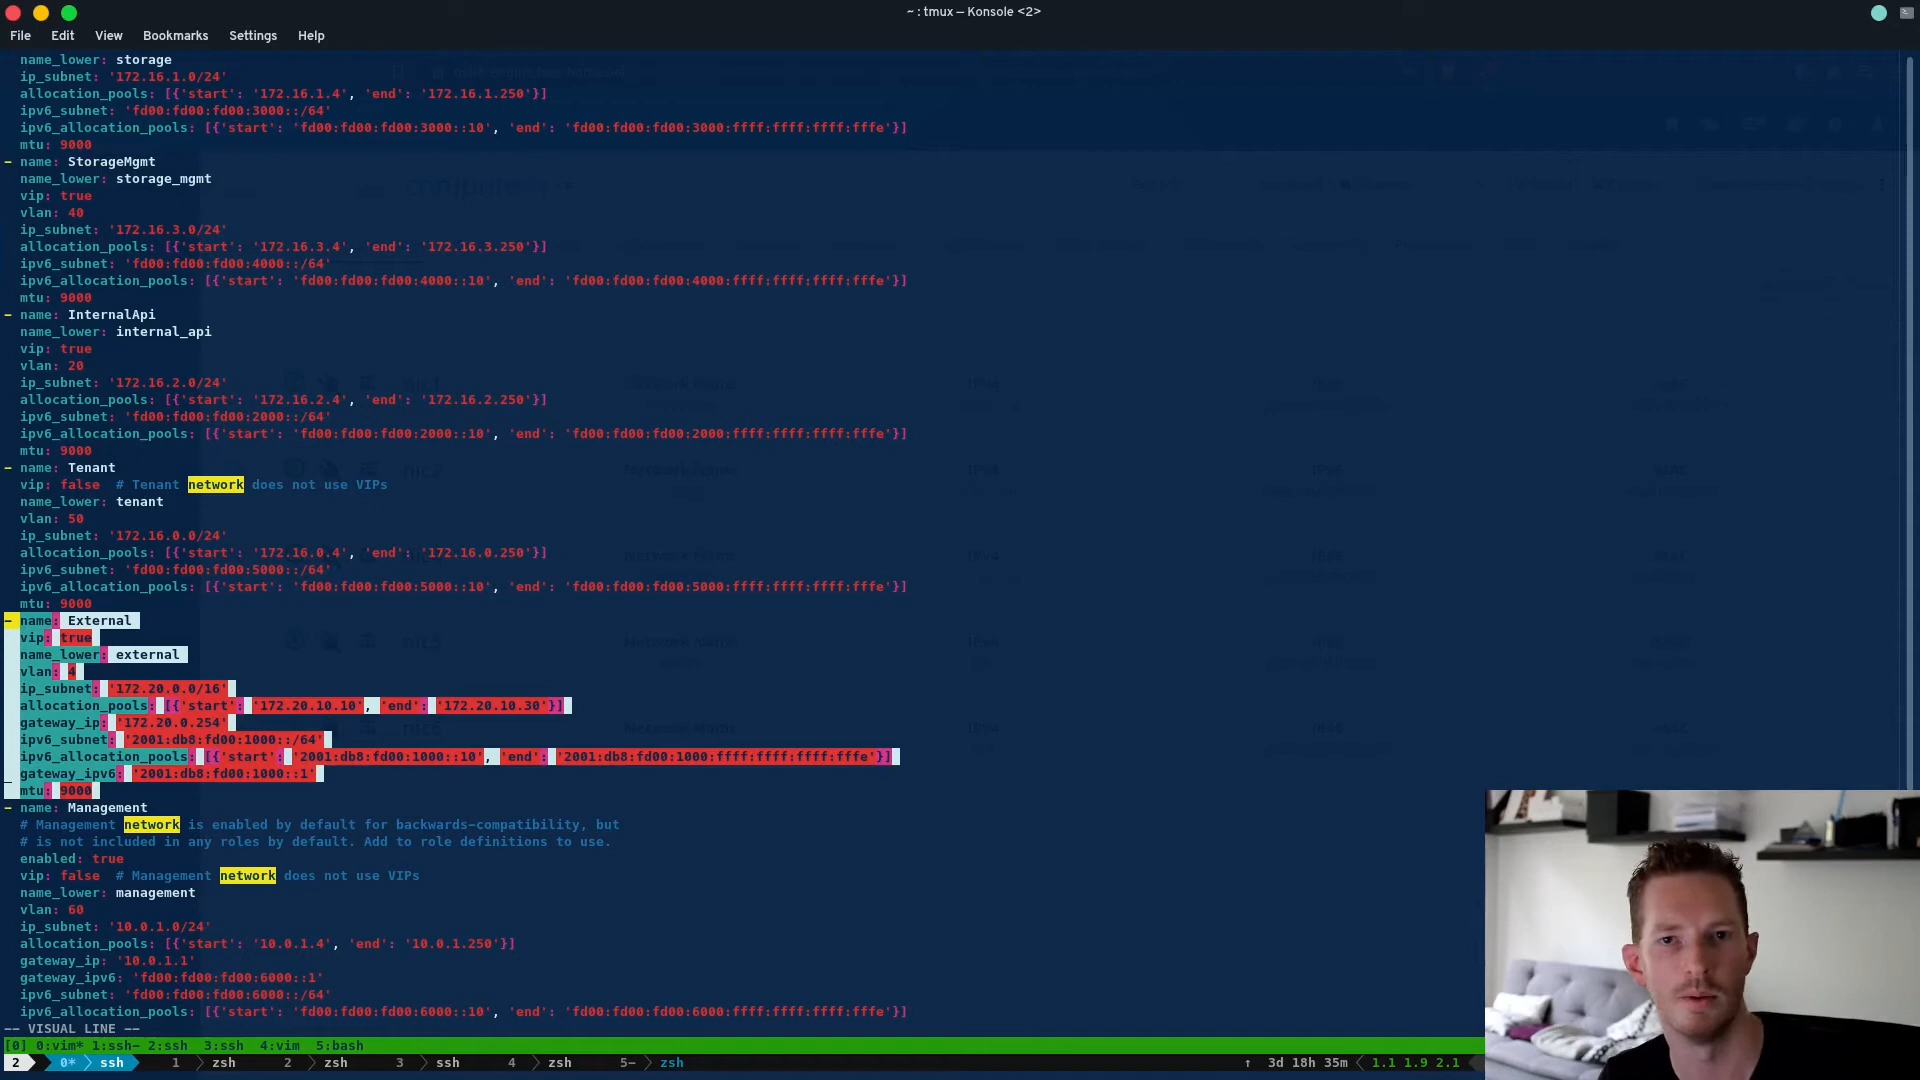 ~ : tmux — Konsole <2>
File Edit View Bookmarks Settings Help
name_lower: storage
ip_subnet: '172.16.1.0/24'
allocation_pools: [{'start': '172.16.1.4', 'end': '172.16.1.250'}]
ipv6_subnet: 'fd00:fd00:fd00:3000::/64'
ipv6_allocation_pools: [{'start': 'fd00:fd00:fd00:3000::10', 'end': 'fd00:fd00:fd00:3000:ffff:ffff:ffff:fffe'}]
mtu: 9000
- name: StorageMgmt
name_lower: storage_mgmt
vip: true
vlan: 40
ip_subnet: '172.16.3.0/24'
allocation_pools: [{'start': '172.16.3.4', 'end': '172.16.3.250'}]
ipv6_subnet: 'fd00:fd00:fd00:4000::/64'
ipv6_allocation_pools: [{'start': 'fd00:fd00:fd00:4000::10', 'end': 'fd00:fd00:fd00:4000:ffff:ffff:ffff:fffe'}]
mtu: 9000
- name: InternalApi
name_lower: internal_api
vip: true
vlan: 20
ip_subnet: '172.16.2.0/24'
allocation_pools: [{'start': '172.16.2.4', 'end': '172.16.2.250'}]
ipv6_subnet: 'fd00:fd00:fd00:2000::/64'
ipv6_allocation_pools: [{'start': 'fd00:fd00:fd00:2000::10', 'end': 'fd00:fd00:fd00:2000:ffff:ffff:ffff:fffe'}]
mtu: 9000
- name: Tenant
vip: false # Tenant network does not use VIPs
name_lower: tenant
vlan: 50
ip_subnet: '172.16.0.0/24'
allocation_pools: [{'start': '172.16.0.4', 'end': '172.16.0.250'}]
ipv6_subnet: 'fd00:fd00:fd00:5000::/64'
ipv6_allocation_pools: [{'start': 'fd00:fd00:fd00:5000::10', 'end': 'fd00:fd00:fd00:5000:ffff:ffff:ffff:fffe'}]
mtu: 9000
- name: External
vip: true
name_lower: external
vlan: 4
ip_subnet: '172.20.0.0/16'
allocation_pools: [{'start': '172.20.10.10', 'end': '172.20.10.30'}]
gateway_ip: '172.20.0.254'
ipv6_subnet: '2001:db8:fd00:1000::/64'
ipv6_allocation_pools: [{'start': '2001:db8:fd00:1000::10', 'end': '2001:db8:fd00:1000:ffff:ffff:ffff:fffe'}]
gateway_ipv6: '2001:db8:fd00:1000::1'
mtu: 9000
- name: Management
# Management network is enabled by default for backwards-compatibility, but
# is not included in any roles by default. Add to role definitions to use.
enabled: true
vip: false # Management network does not use VIPs
name_lower: management
vlan: 60
ip_subnet: '10.0.1.0/24'
allocation_pools: [{'start': '10.0.1.4', 'end': '10.0.1.250'}]
gateway_ip: '10.0.1.1'
gateway_ipv6: 'fd00:fd00:fd00:6000::1'
ipv6_subnet: 'fd00:fd00:fd00:6000::/64'
ipv6_allocation_pools: [{'start': 'fd00:fd00:fd00:6000::10', 'end': 'fd00:fd00:fd00:6000:ffff:ffff:ffff:fffe'}]
-- VISUAL LINE --
[0] 0:vim* 1:ssh- 2:ssh 3:ssh 4:vim 5:bash
2 0* ssh 1 zsh 2 zsh 3 ssh 4 zsh 5- zsh ↑ 3d 18h 35m 1.1 1.9 2.1